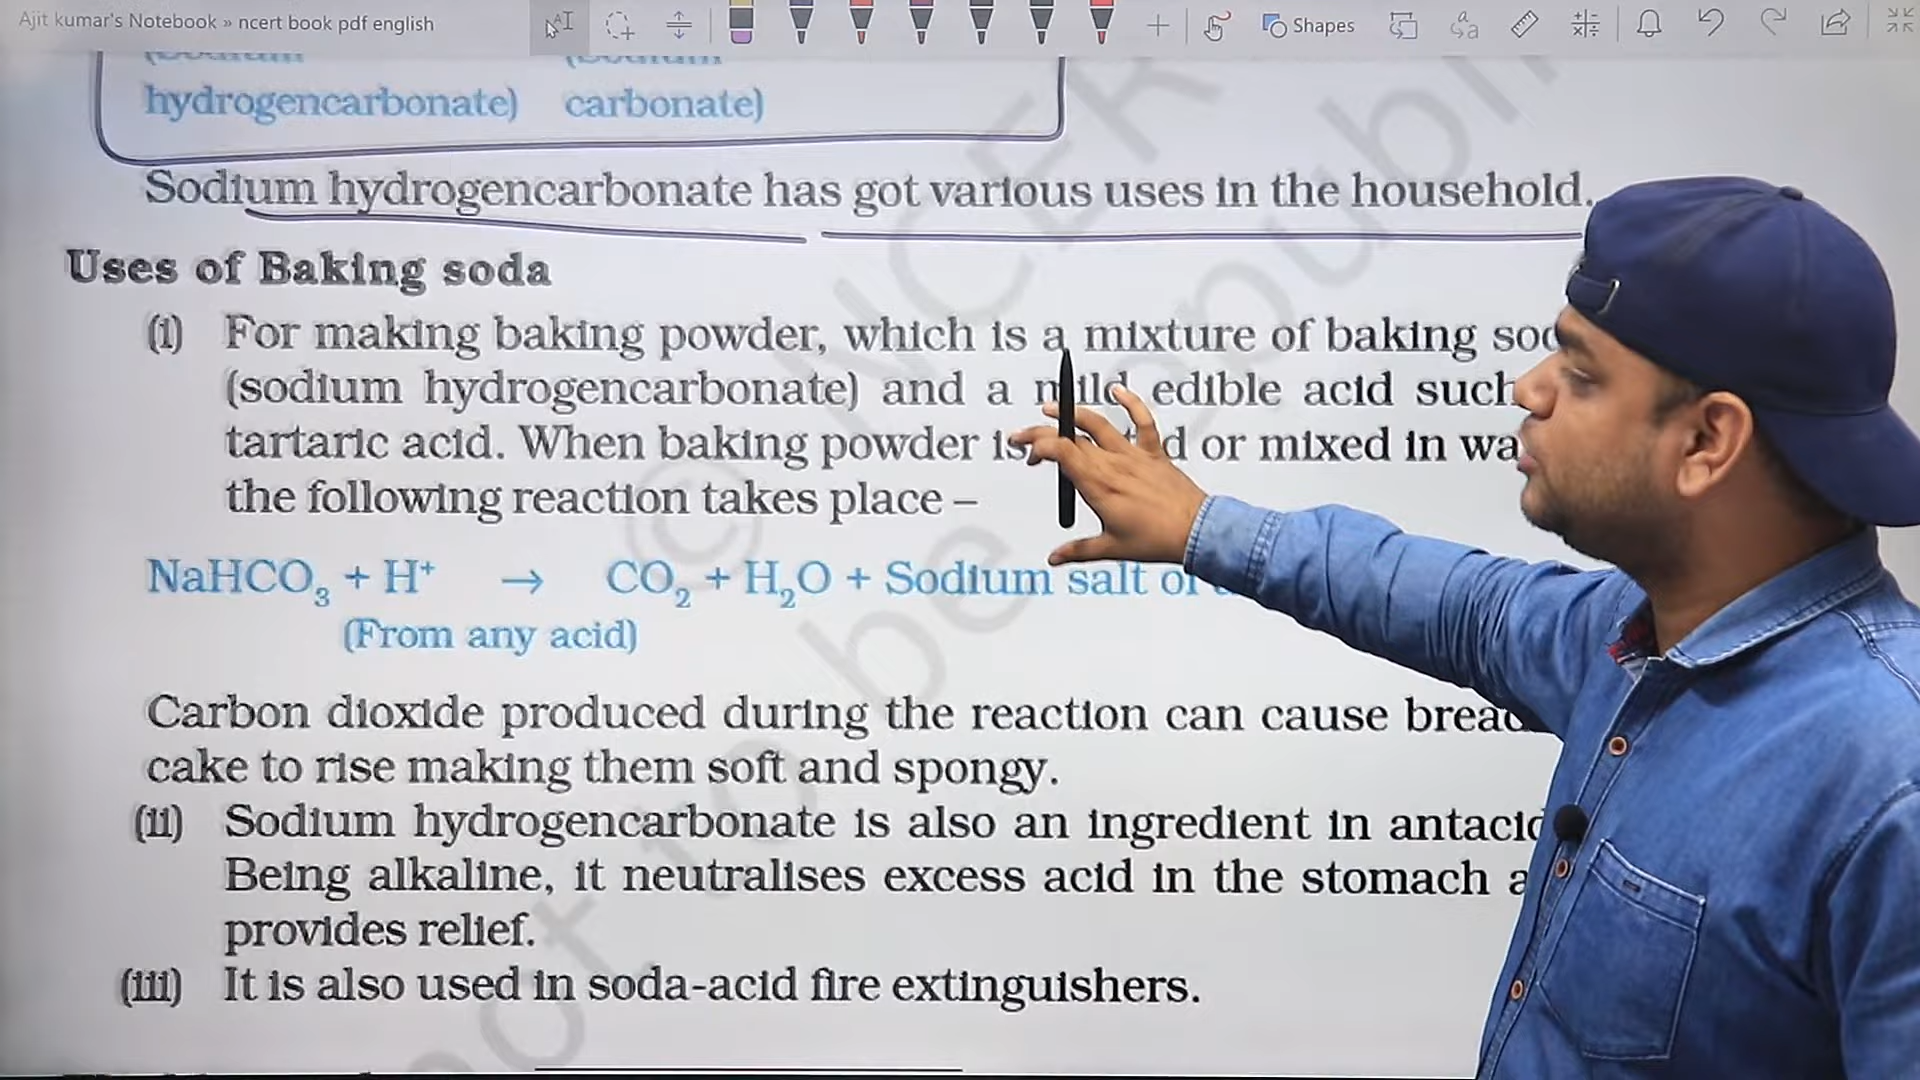 Ajit kumar's Notebook » ncert book pdf english
Shapes
hydrogencarbonate) carbonate)
Sodium hydrogencarbonate has got various uses in the household.
Uses of Baking soda
(i) For making baking powder, which is a mixture of baking
(sodium hydrogencarbonate) and a mild edible acid such
tartaric acid. When baking powder is or mixed in
the following reaction takes place –
NaHCO₃ + H⁺ → CO₂ + H₂O + Sodium salt of
(From any acid)
Carbon dioxide produced during the reaction can cause bread
cake to rise making them soft and spongy.
(ii) Sodium hydrogencarbonate is also an ingredient in
Being alkaline, it neutralises excess acid in the stomach
provides relief.
(iii) It is also used in soda-acid fire extinguishers.
© NCERT
not to be